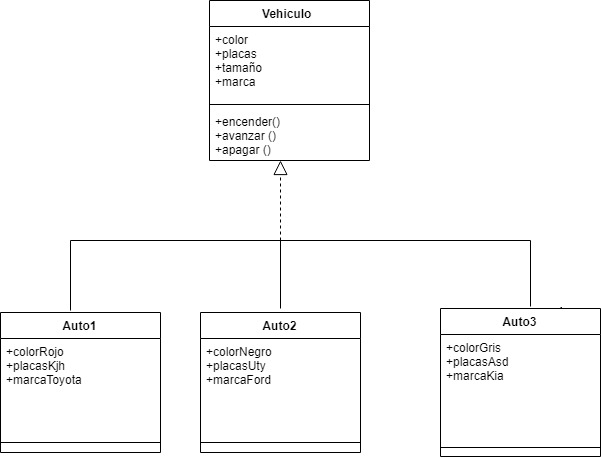 Vehiculo
+color
+placas
+tamaño
+marca
+encender()
+avanzar ()
+apagar ()
Auto1
+colorRojo
+placasKjh
+marcaToyota
Auto2
+colorNegro
+placasUty
+marcaFord
Auto3
+colorGris
+placasAsd
+marcaKia